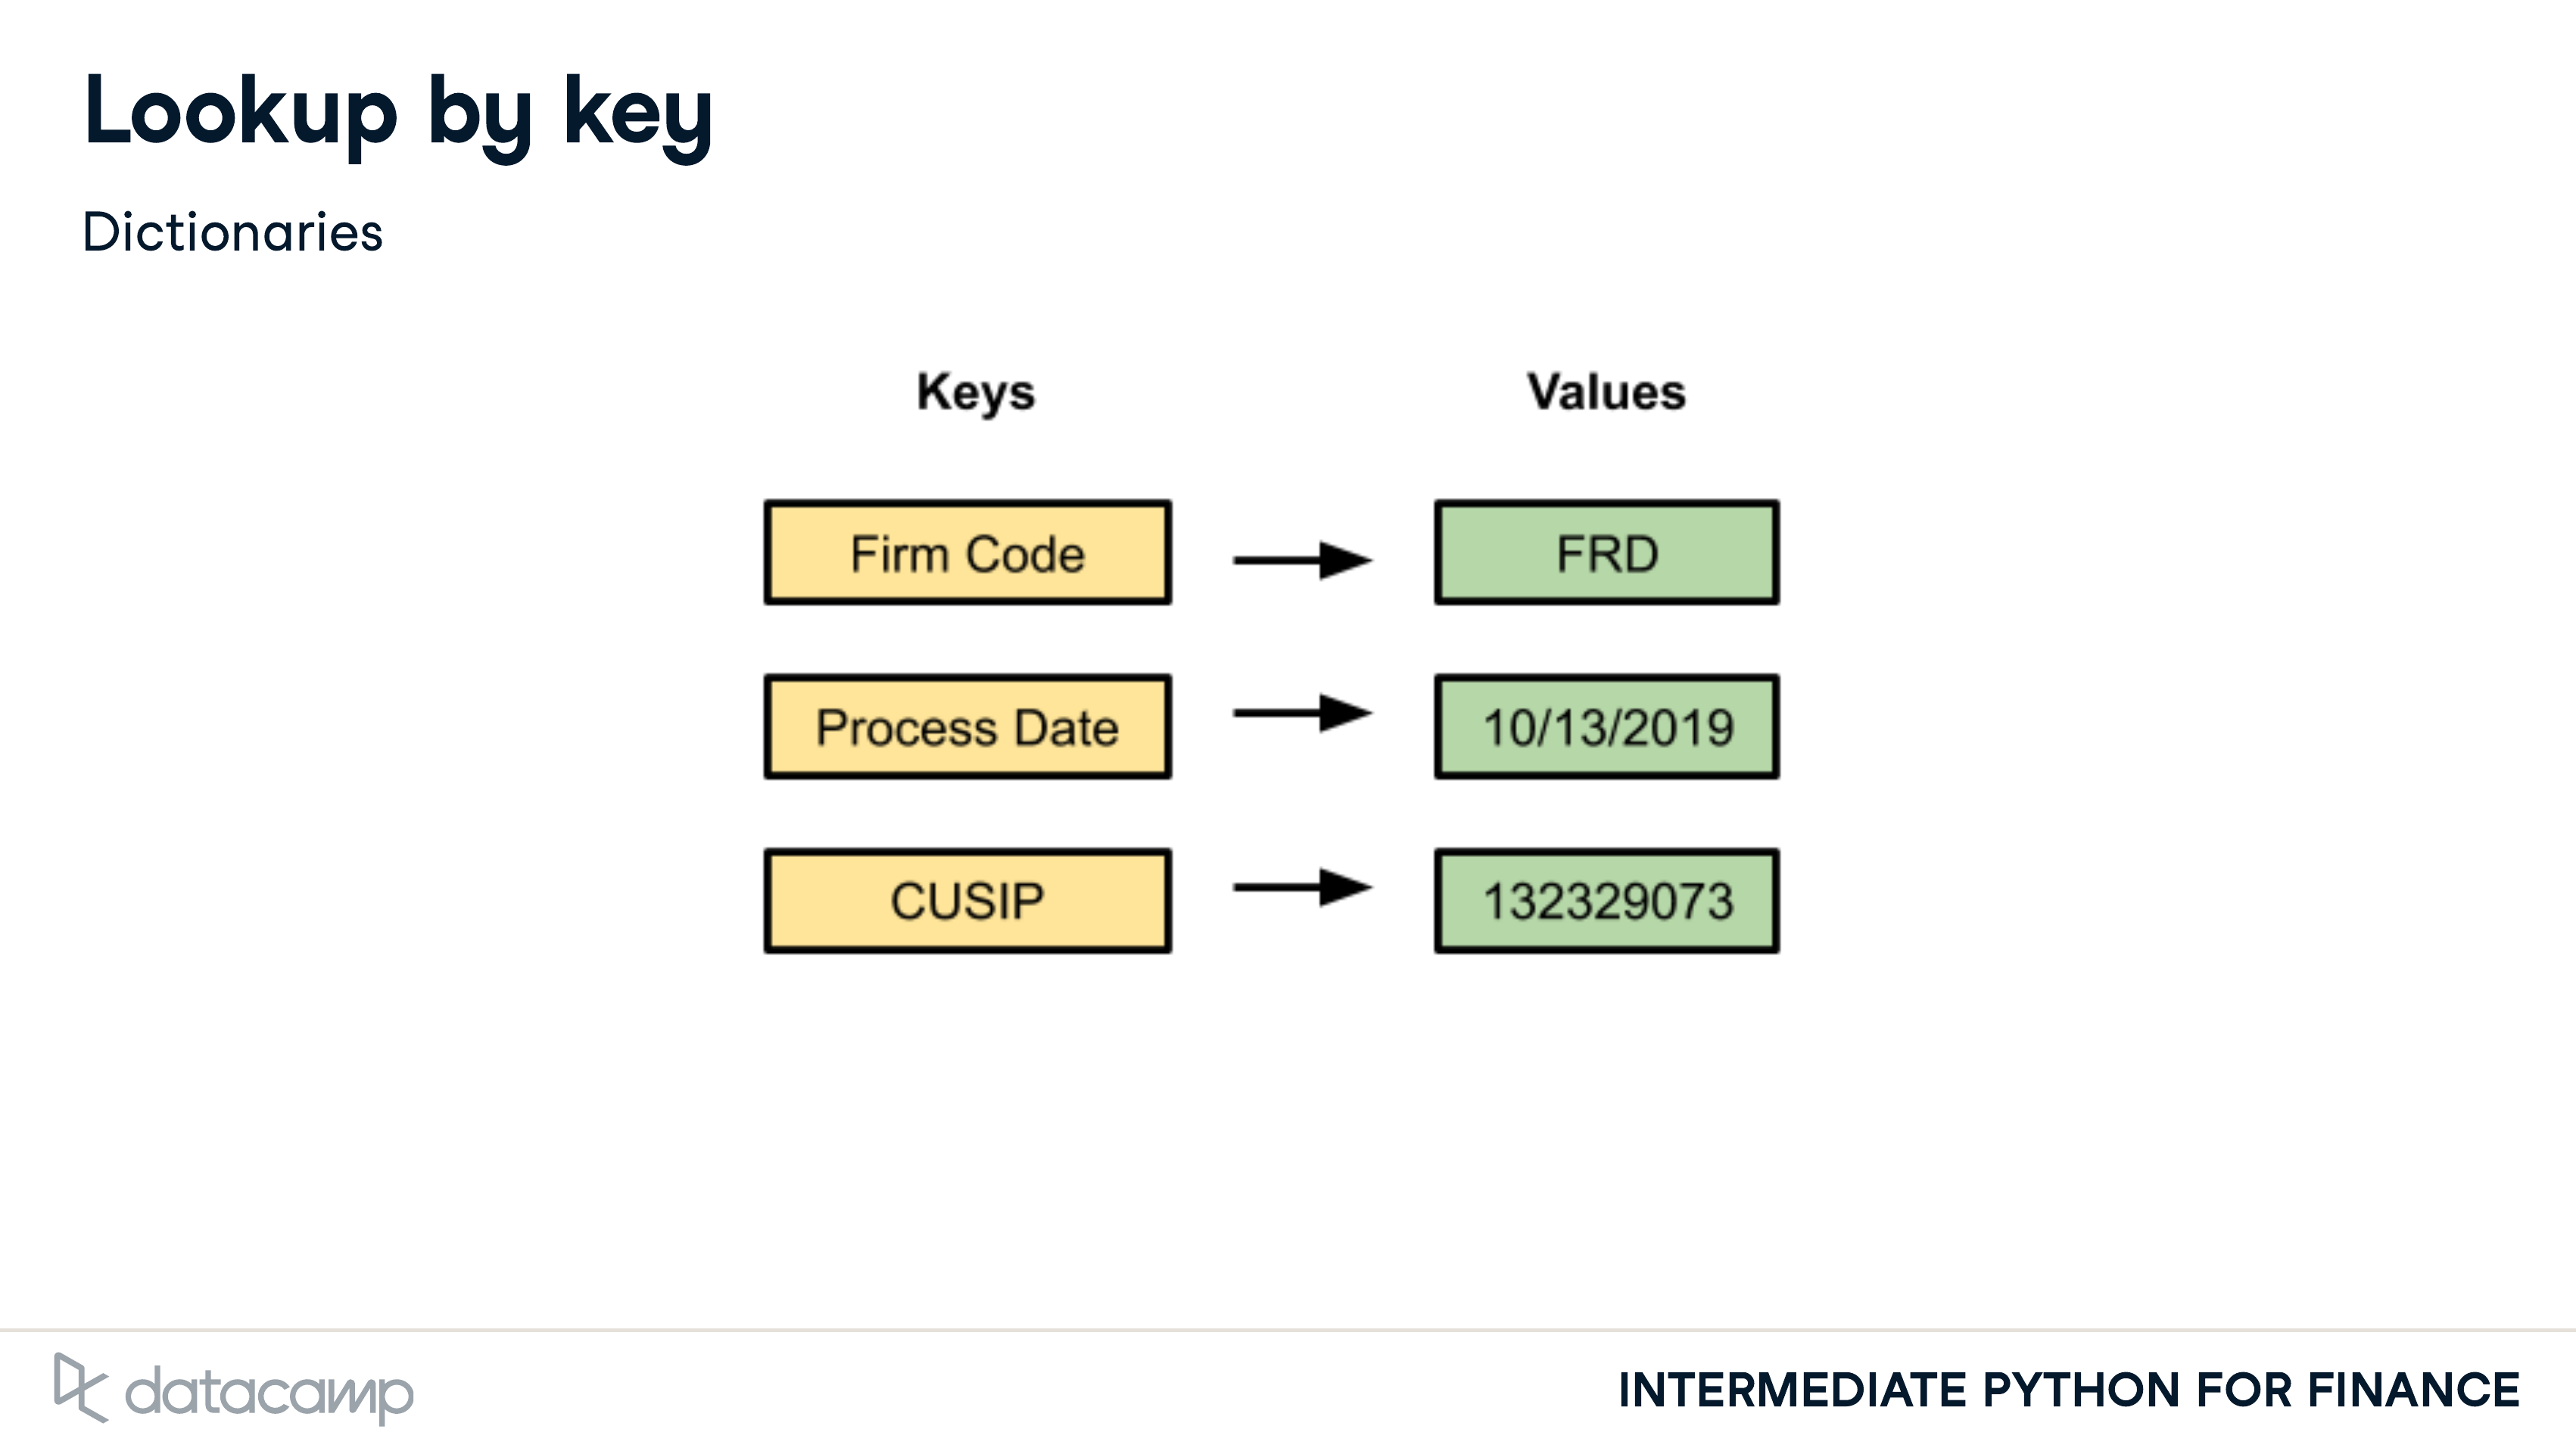 Lookup by key
Dictionaries
Keys Values
Firm Code FRD
Process Date 10/13/2019
CUSIP 132329073
datacamp INTERMEDIATE PYTHON FOR FINANCE